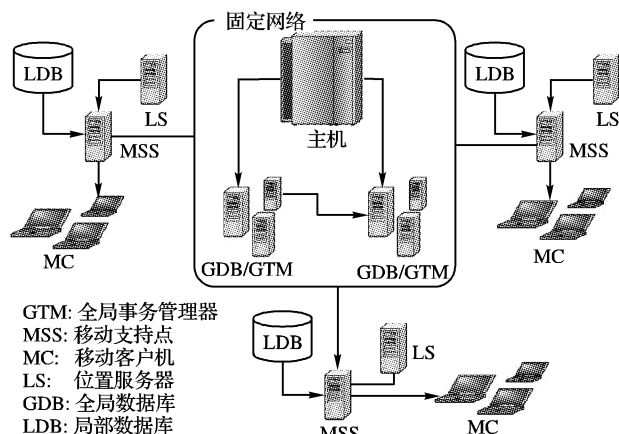 固定网络
LDB
LS
MSS
MC
主机
GDB/GTM
GDB/GTM
LDB
LS
MSS
MC
GTM: 全局事务管理器
MSS: 移动支持点
MC: 移动客户机
LS: 位置服务器
GDB: 全局数据库
LDB: 局部数据库
LDB
LS
MSS
MC